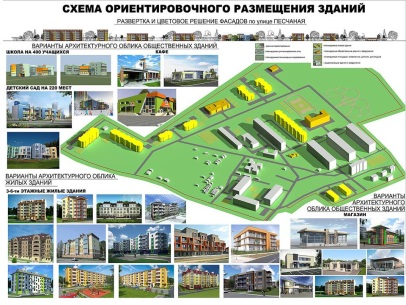 СХЕМА ОРИЕНТИРОВОЧНОГО РАЗМЕЩЕНИЯ ЗДАНИЙ
РАЗВЕРТКА И ЦВЕТОВОЕ РЕШЕНИЕ ФАСАДОВ по улице ПЕСЧАНАЯ
ВАРИАНТЫ АРХИТЕКТУРНОГО ОБЛИКА ОБЩЕСТВЕННЫХ ЗДАНИЙ
ШКОЛА НА 400 УЧАЩИХСЯ
КАФЕ
ДЕТСКИЙ САД НА 220 МЕСТ
ВАРИАНТЫ АРХИТЕКТУРНОГО ОБЛИКА
ЖИЛЫХ ЗДАНИЙ
3-5-ти ЭТАЖНЫЕ ЖИЛЫЕ ЗДАНИЯ
ВАРИАНТЫ
АРХИТЕКТУРНОГО
ОБЛИКА ОБЩЕСТВЕННЫХ ЗДАНИЙ
МАГАЗИН